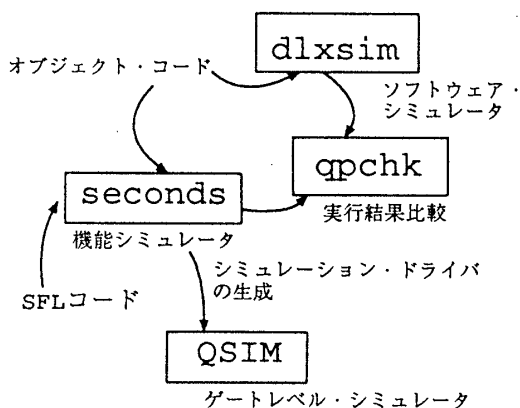 dlxsim
オブジェクト・コード
ソフトウェア・
シミュレータ
qpchk
seconds
実行結果比較
機能シミュレータ
シミュレーション・ドライバ
の生成
SFLコード
QSIM
ゲートレベル・シミュレータ